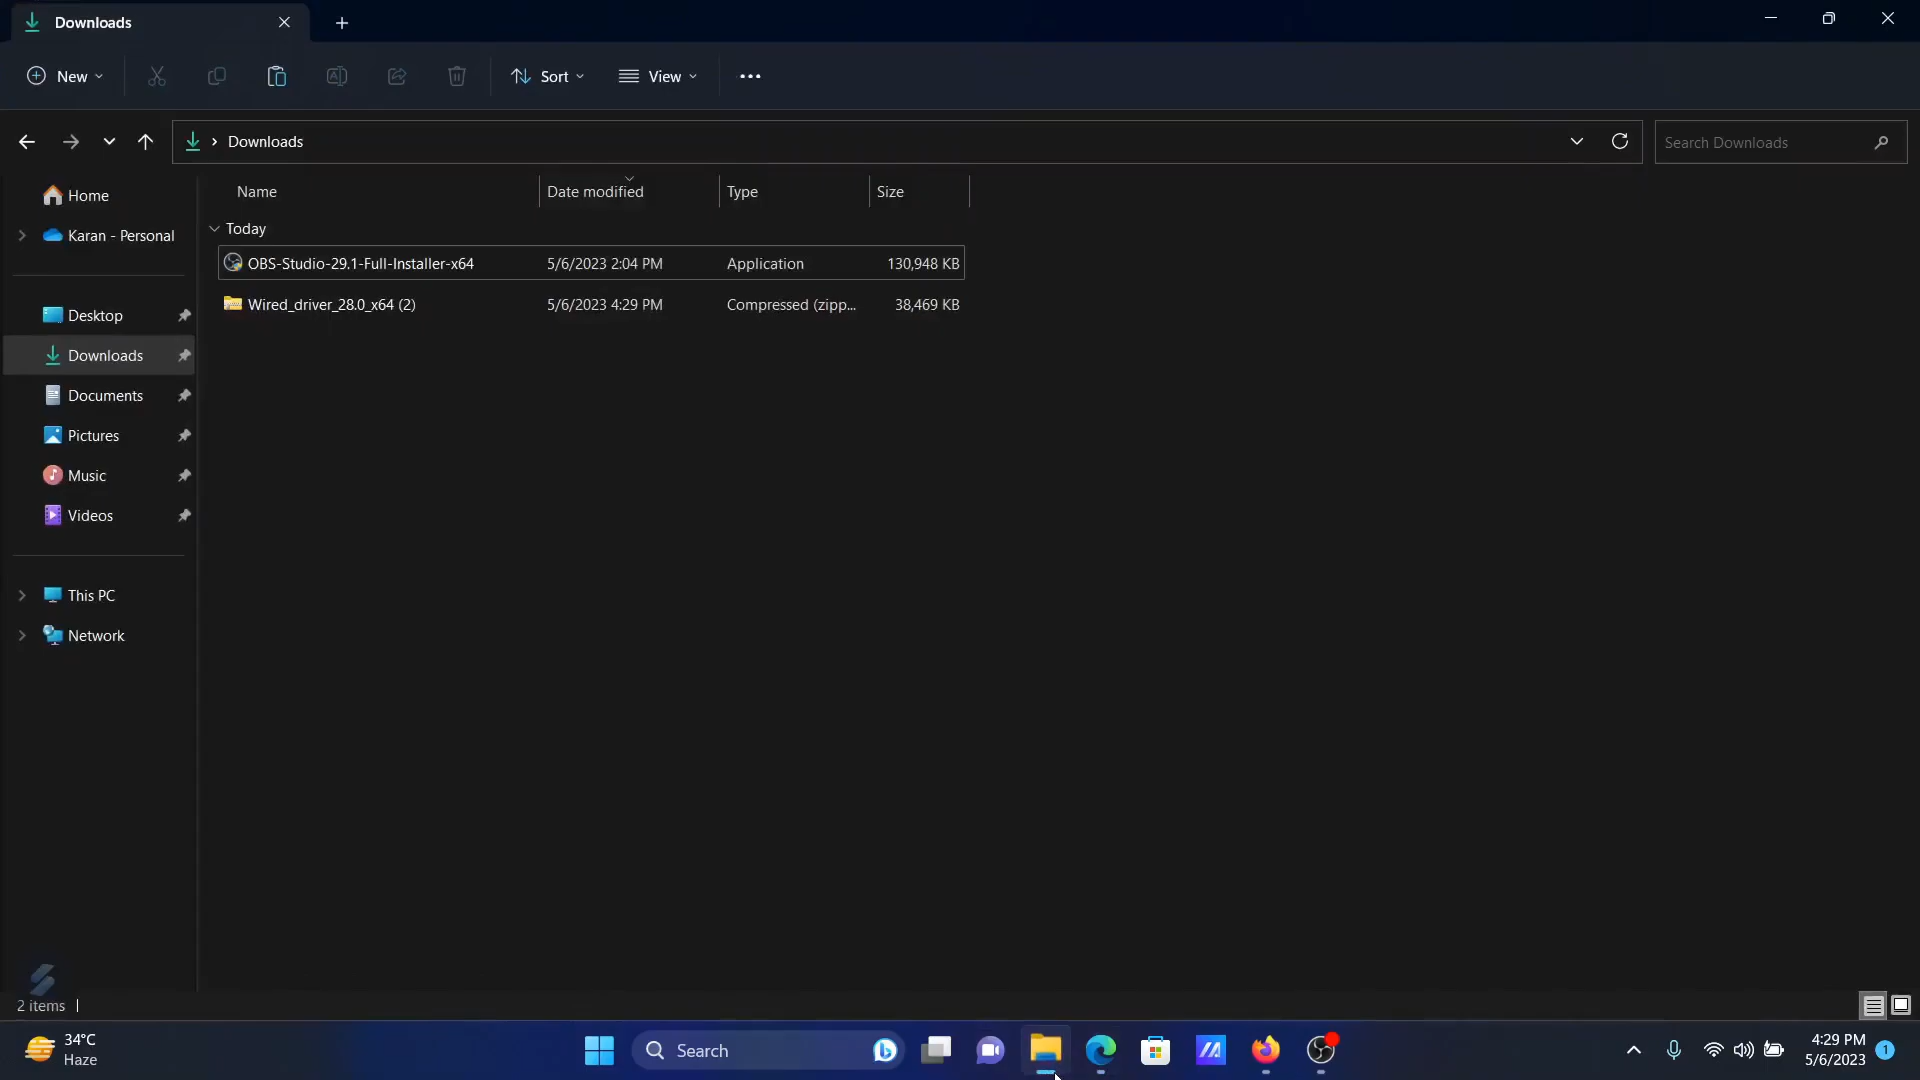 Downloads
New
Sort
View
Downloads
Search Downloads
Home
Karan - Personal
Desktop
Downloads
Documents
Pictures
Music
Videos
This PC
Network
Name Date modified Type Size
Today
OBS-Studio-29.1-Full-Installer-x64 5/6/2023 2:04 PM Application 130,948 KB
Wired_driver_28.0_x64 (2) 5/6/2023 4:29 PM Compressed (zipp... 38,469 KB
2 items
34°C
Haze
Search
4:29 PM
5/6/2023
1